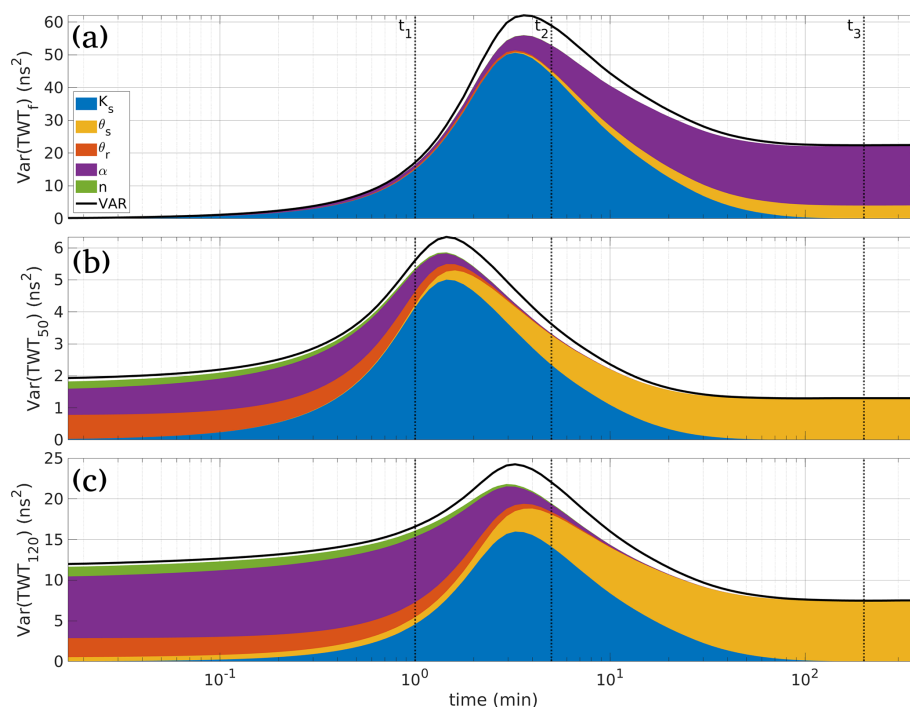 (a)
t1 t2 t3
Var(TWTf) (ns²)
60
50
40
30
20
10
0
Ks
θs
θr
α
n
VAR
(b)
Var(TWT50) (ns²)
6
5
4
3
2
1
0
(c)
Var(TWT120) (ns²)
25
20
15
10
5
0
10⁻¹ 10⁰ 10¹ 10²
time (min)